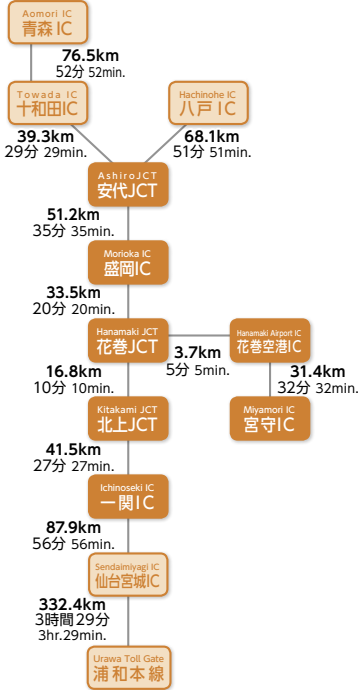 Aomori IC
青森 IC
76.5km
52分 52min.
Towada IC
十和田IC
Hachinohe IC
八戸 IC
39.3km
29分 29min.
68.1km
51分 51min.
AshiroJCT
安代JCT
51.2km
35分 35min.
Morioka IC
盛岡IC
33.5km
20分 20min.
Hanamaki JCT
花巻JCT
Hanamaki Airport IC
花巻空港IC
3.7km
5分 5min.
16.8km
10分 10min.
31.4km
32分 32min.
Kitakami JCT
北上JCT
Miyamori IC
宮守IC
41.5km
27分 27min.
Ichinoseki IC
一関IC
87.9km
56分 56min.
Sendaimiyagi IC
仙台宮城IC
332.4km
3時間 29分
3hr.29min.
Urawa Toll Gate
浦和本線